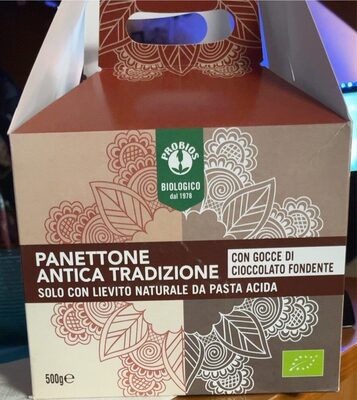 PROBIOS
BIOLOGICO
dal 1978
PANETTONE
ANTICA TRADIZIONE
CON GOCCE DI
CIOCCOLATO FONDENTE
SOLO CON LIEVITO NATURALE DA PASTA ACIDA
500g℮